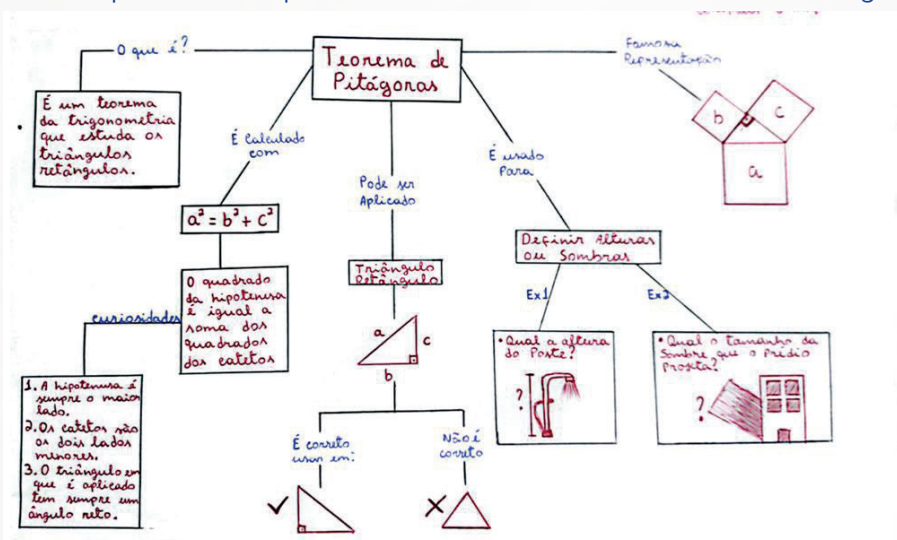 Teorema de
Pitágoras
O que é?
É um teorema
da trigonometria
que estuda os
triângulos
retângulos.
É Calculado
com
a² = b² + c²
O quadrado
da hipotenusa
é igual a
soma dos
quadrados
dos catetos
curiosidades
1. A hipotenusa é
sempre o maior
lado.
2. Os catetos são
os dois lados
menores.
3. O triângulo em
que é aplicado
tem sempre um
ângulo reto.
Pode ser
Aplicado
Triângulo
Retângulo
a
c
b
É correto
usar em:
Não é
correto
É usado
Para
Definir Alturas
ou Sombras
Ex1
• Qual a altura
do Poste?
?
Ex2
• Qual o tamanho da
Sombra que o Prédio
Projeta?
?
Famosa
Representação
b
c
a